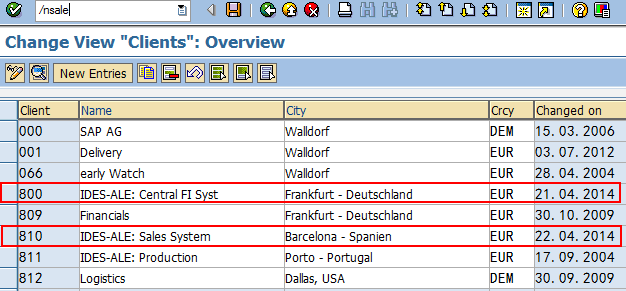 /nsale
Change View "Clients": Overview
New Entries
Client Name City Crcy Changed on
000 SAP AG Walldorf DEM 15.03.2006
001 Delivery Walldorf EUR 03.07.2012
066 early Watch Walldorf EUR 28.04.2004
800 IDES-ALE: Central FI Syst Frankfurt - Deutschland EUR 21.04.2014
809 Financials Frankfurt - Deutschland EUR 30.10.2009
810 IDES-ALE: Sales System Barcelona - Spanien EUR 22.04.2014
811 IDES-ALE: Production Porto - Portugal EUR 17.09.2004
812 Logistics Dallas, USA DEM 30.09.2009